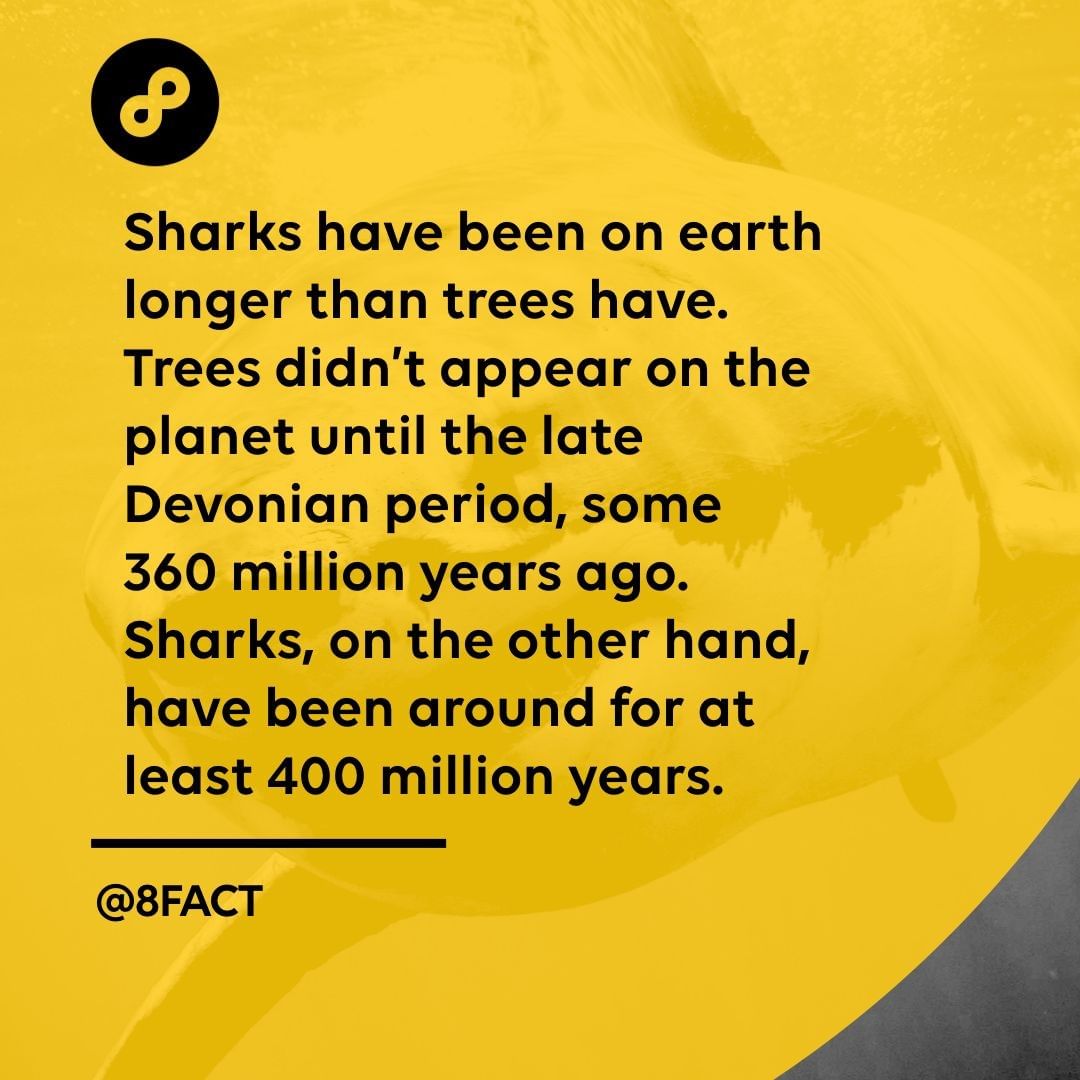 Sharks have been on earth
longer than trees have.
Trees didn't appear on the
planet until the late
Devonian period, some
360 million years ago.
Sharks, on the other hand,
have been around for at
least 400 million years.
@8FACT